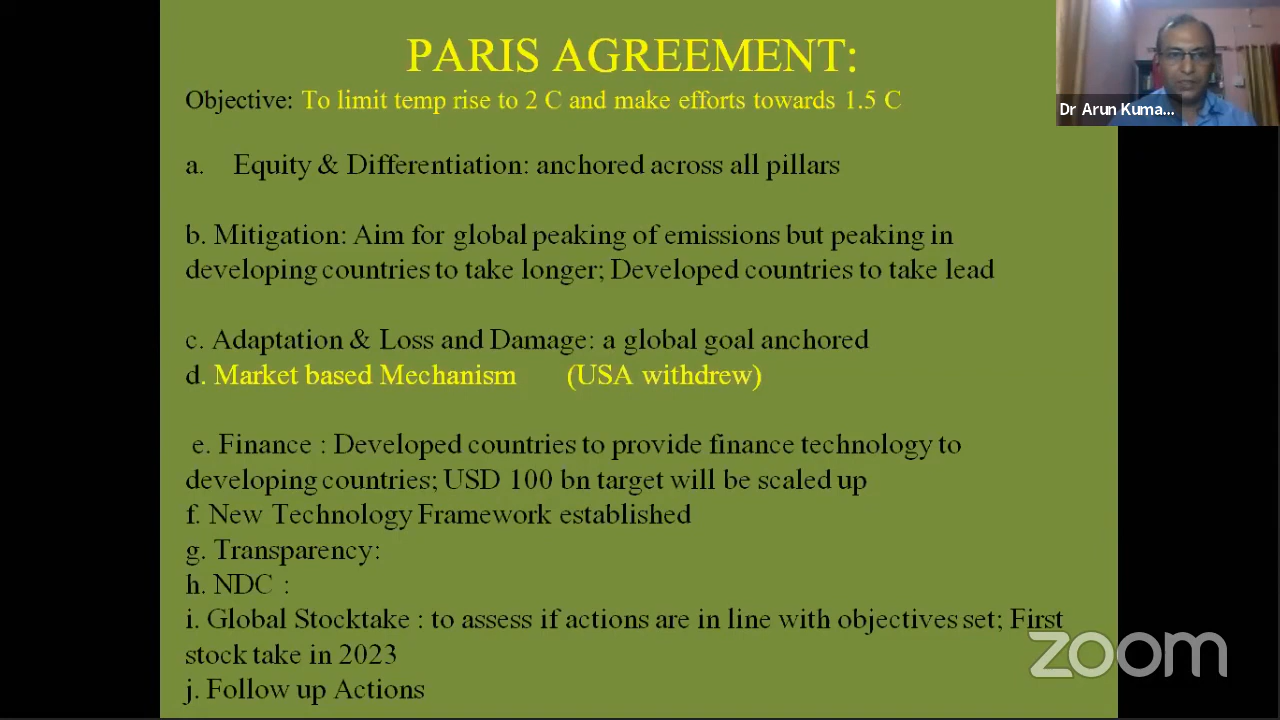 PARIS AGREEMENT:
Objective: To limit temp rise to 2 C and make efforts towards 1.5 C
Dr Arun Kuma...
a. Equity & Differentiation: anchored across all pillars
b. Mitigation: Aim for global peaking of emissions but peaking in
developing countries to take longer; Developed countries to take lead
c. Adaptation & Loss and Damage: a global goal anchored
d. Market based Mechanism (USA withdrew)
e. Finance : Developed countries to provide finance technology to
developing countries; USD 100 bn target will be scaled up
f. New Technology Framework established
g. Transparency:
h. NDC :
i. Global Stocktake : to assess if actions are in line with objectives set; First
stock take in 2023
j. Follow up Actions
zoom